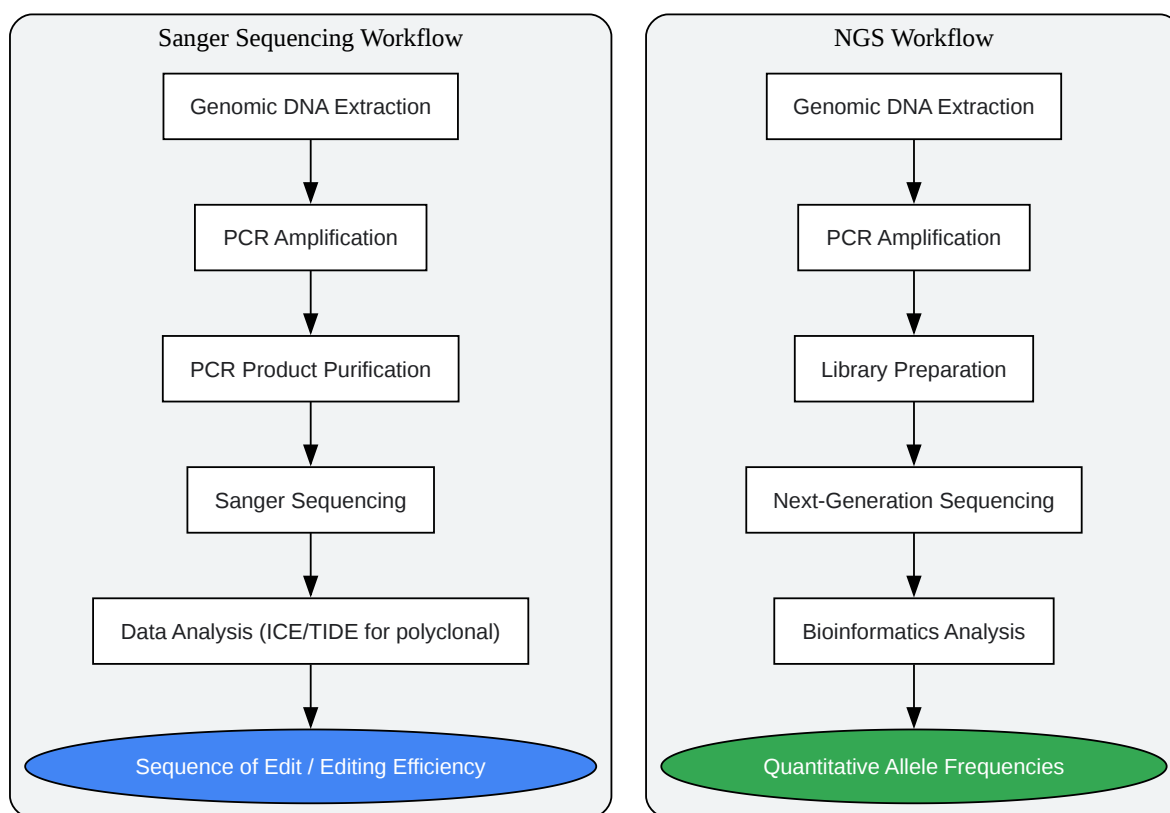 Sanger Sequencing Workflow
Genomic DNA Extraction
PCR Amplification
PCR Product Purification
Sanger Sequencing
Data Analysis (ICE/TIDE for polyclonal)
Sequence of Edit / Editing Efficiency
NGS Workflow
Genomic DNA Extraction
PCR Amplification
Library Preparation
Next-Generation Sequencing
Bioinformatics Analysis
Quantitative Allele Frequencies